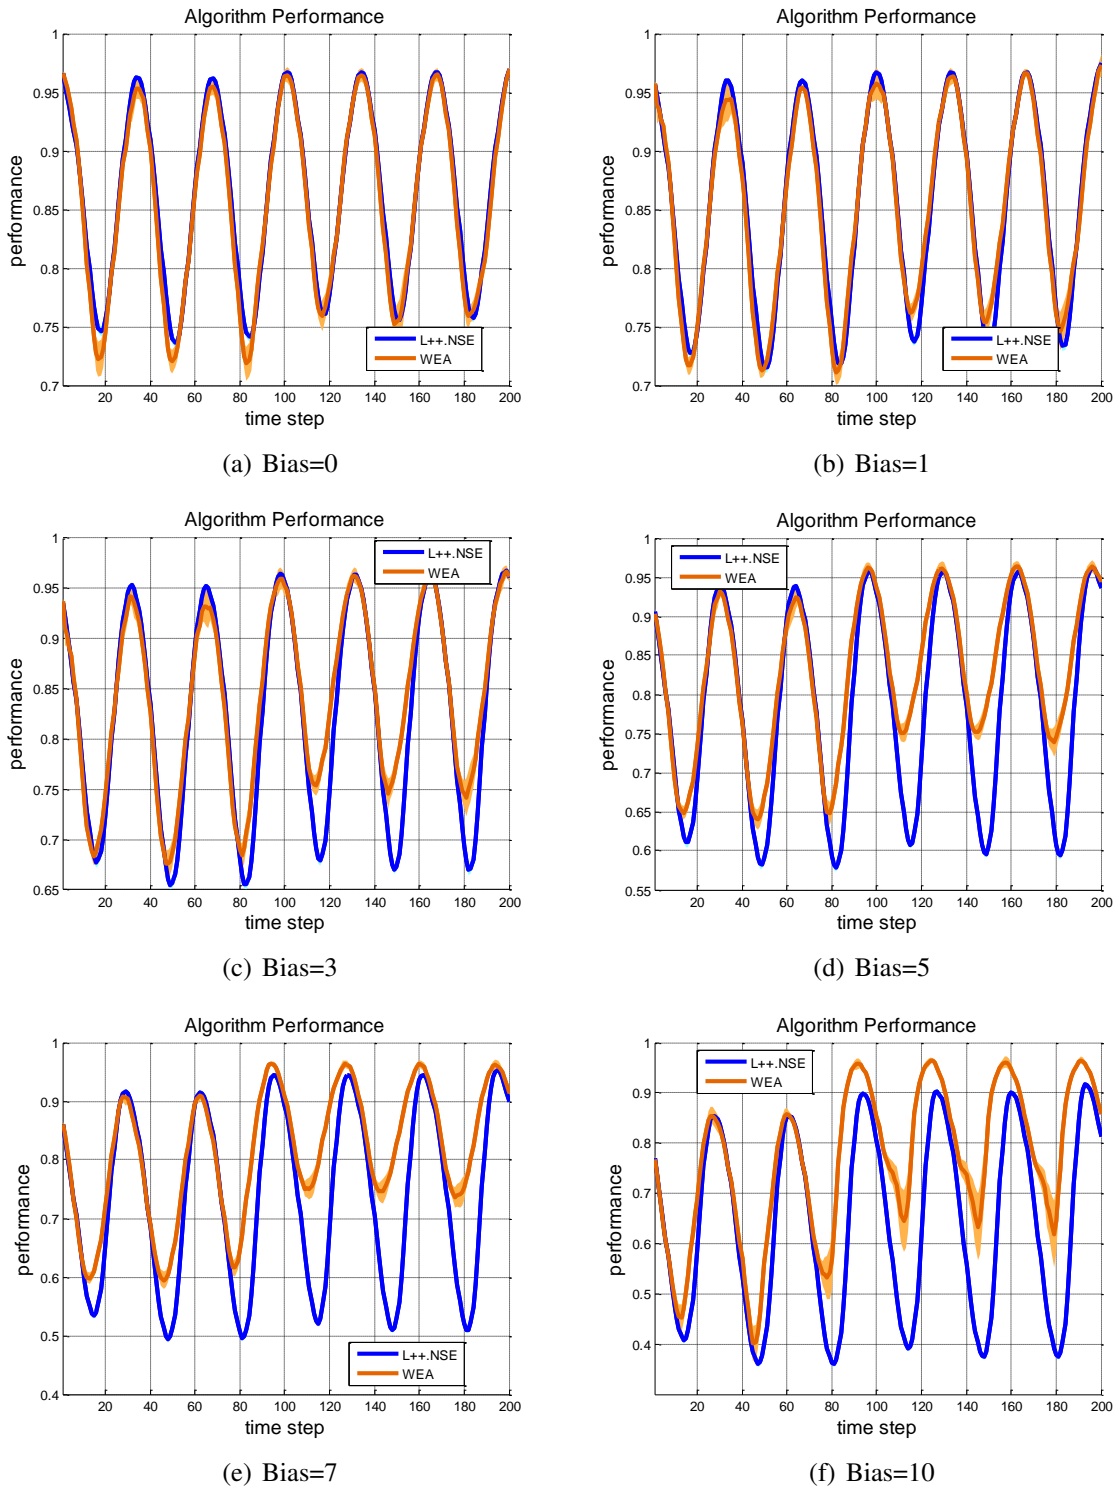 Algorithm Performance
1
0.95
0.9
0.85
0.8
0.75
0.7
performance
L++.NSE
WEA
20 40 60 80 100 120 140 160 180 200
time step
(a) Bias=0
Algorithm Performance
1
0.95
0.9
0.85
0.8
0.75
0.7
performance
L++.NSE
WEA
20 40 60 80 100 120 140 160 180 200
time step
(b) Bias=1
Algorithm Performance
1
0.95
0.9
0.85
0.8
0.75
0.7
0.65
performance
L++.NSE
WEA
20 40 60 80 100 120 140 160 180 200
time step
(c) Bias=3
Algorithm Performance
1
0.95
0.9
0.85
0.8
0.75
0.7
0.65
0.6
0.55
performance
L++.NSE
WEA
20 40 60 80 100 120 140 160 180 200
time step
(d) Bias=5
Algorithm Performance
1
0.9
0.8
0.7
0.6
0.5
0.4
performance
L++.NSE
WEA
20 40 60 80 100 120 140 160 180 200
time step
(e) Bias=7
Algorithm Performance
1
0.9
0.8
0.7
0.6
0.5
0.4
performance
L++.NSE
WEA
20 40 60 80 100 120 140 160 180 200
time step
(f) Bias=10